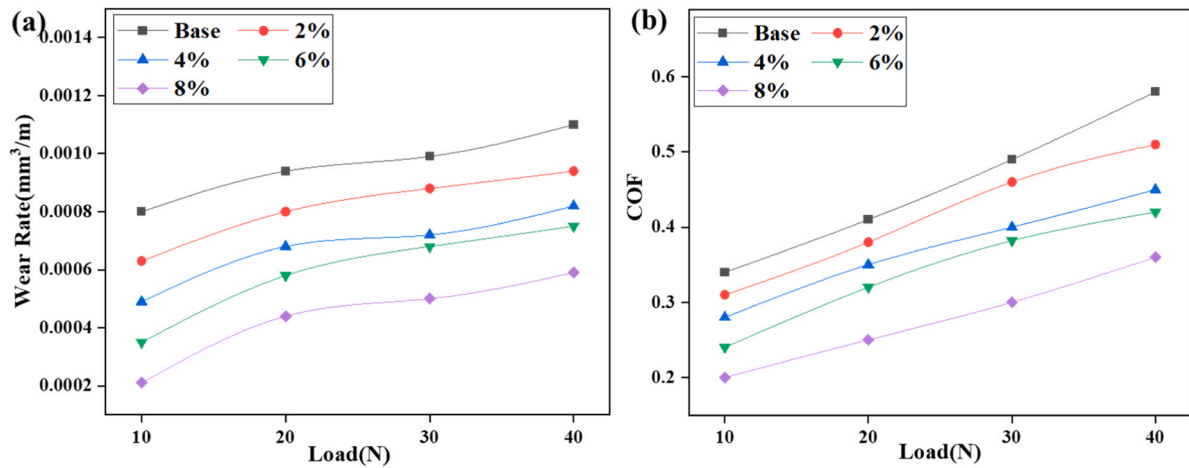 (a)
Base 2%
4% 6%
8%
0.0014
0.0012
0.0010
0.0008
0.0006
0.0004
0.0002
Wear Rate(mm³/m)
10 20 30 40
Load(N)
(b)
Base 2%
4% 6%
8%
0.6
0.5
0.4
0.3
0.2
COF
10 20 30 40
Load(N)